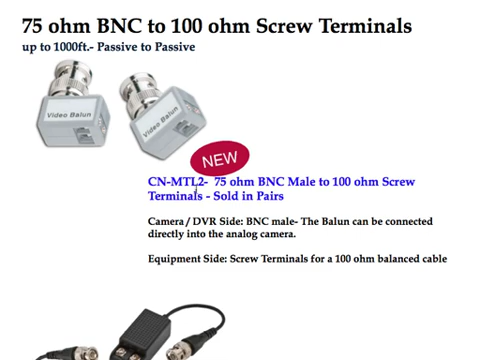 75 ohm BNC to 100 ohm Screw Terminals
up to 1000ft.- Passive to Passive
Video Balun
Video Balun
NEW
CN-MTL2- 75 ohm BNC Male to 100 ohm Screw
Terminals - Sold in Pairs
Camera / DVR Side: BNC male- The Balun can be connected
directly into the analog camera.
Equipment Side: Screw Terminals for a 100 ohm balanced cable